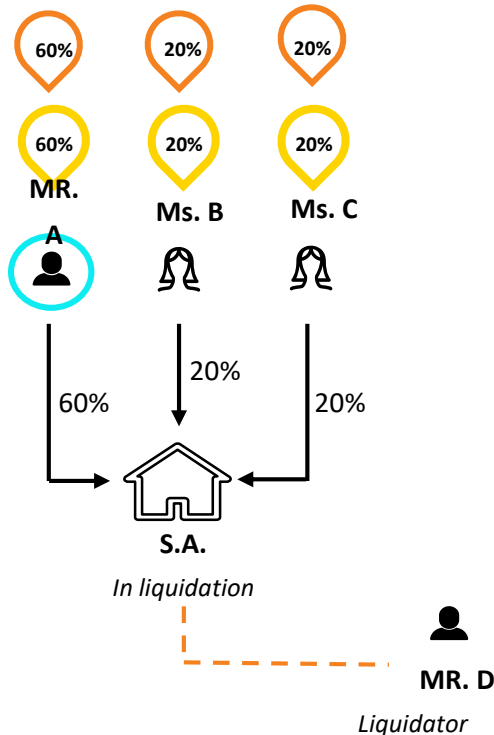 60% 20% 20%
60% 20% 20%
MR.
A
Ms. B
Ms. C
60%
20%
20%
S.A.
In liquidation
MR. D
Liquidator